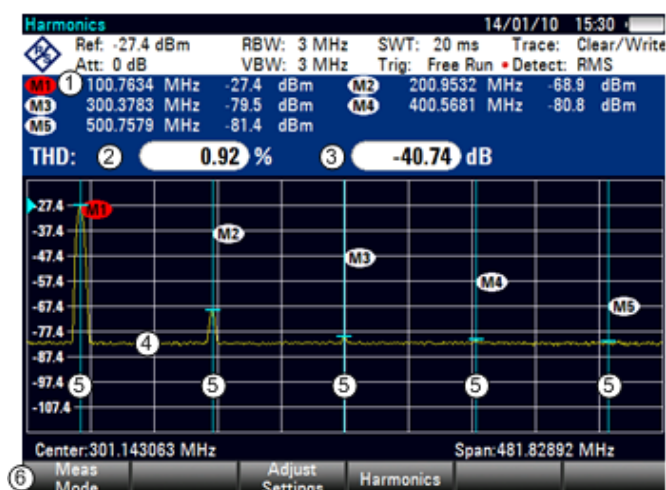 Harmonics 14/01/10 15:30
Ref: -27.4 dBm RBW: 3 MHz SWT: 20 ms Trace: Clear/Write
Att: 0 dB VBW: 3 MHz Trig: Free Run • Detect: RMS
M1 1 100.7634 MHz -27.4 dBm M2 200.9532 MHz -68.9 dBm
M3 300.3783 MHz -79.5 dBm M4 400.5681 MHz -80.8 dBm
M5 500.7579 MHz -81.4 dBm
THD: 2 0.92 % 3 -40.74 dB
-27.4 M1
-37.4 M2
-47.4 M3
-57.4 M4
-67.4 M5
-77.4
4
-87.4
-97.4 5 5 5 5 5
-107.4
Center:301.143063 MHz Span:481.82892 MHz
6 Meas Mode Adjust Settings Harmonics